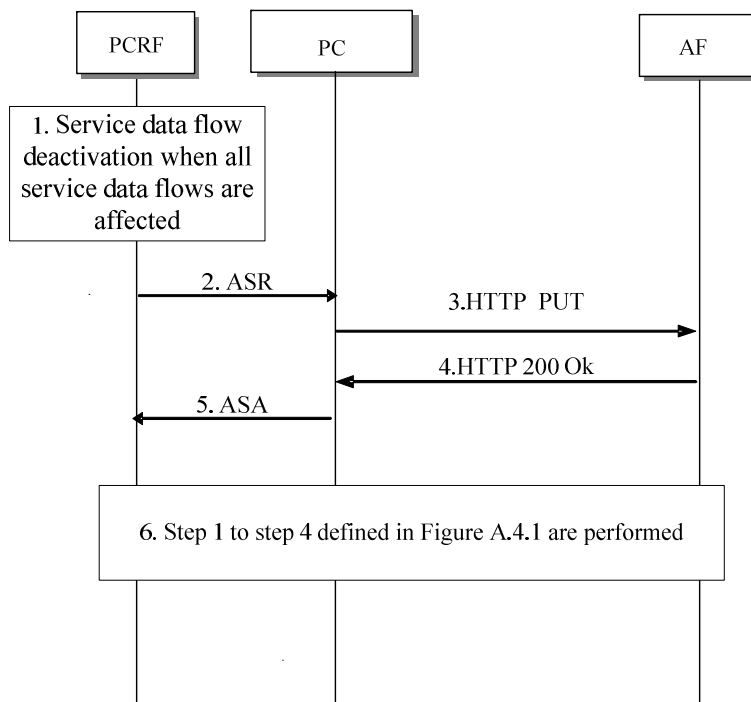 PCRF
PC
AF
1. Service data flow
deactivation when all
service data flows are
affected
2. ASR
3.HTTP PUT
4.HTTP 200 Ok
5. ASA
6. Step 1 to step 4 defined in Figure A.4.1 are performed